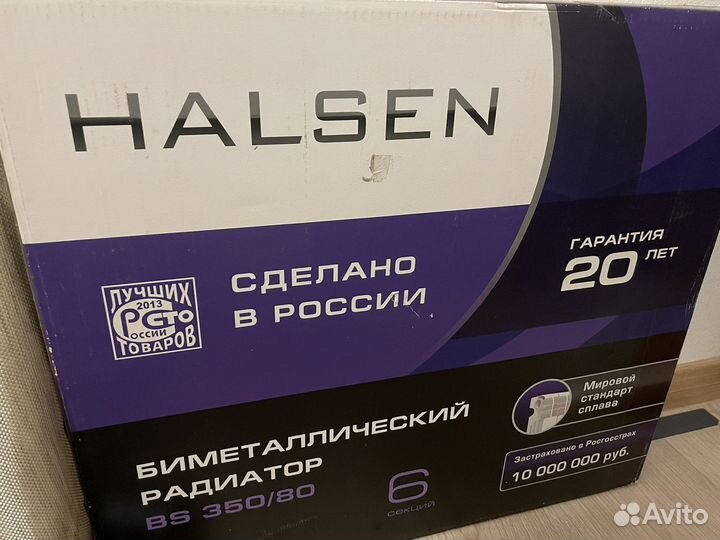 HALSEN
СДЕЛАНО
В РОССИИ
ГАРАНТИЯ
20 ЛЕТ
ЛУЧШИХ
2013
СТО
РОССИИ
ТОВАРОВ
БИМЕТАЛЛИЧЕСКИЙ
РАДИАТОР
BS 350/80
6
секций
Мировой
стандарт
сплава
Застраховано в Росгосстрах
10 000 000 руб.
Avito